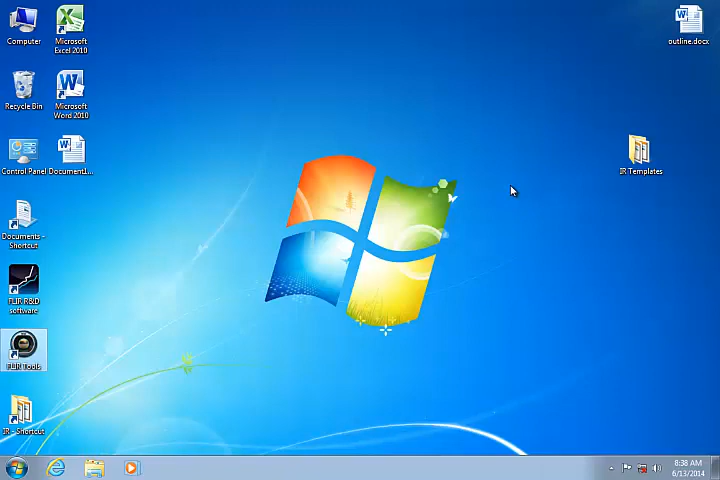 Computer
Microsoft
Excel 2010
outline.docx
Recycle Bin
Microsoft
Word 2010
Control Panel
Document1...
IR Templates
Documents -
Shortcut
FLIR R&D
software
FLIR Tools
IR - Shortcut
8:38 AM
6/13/2014